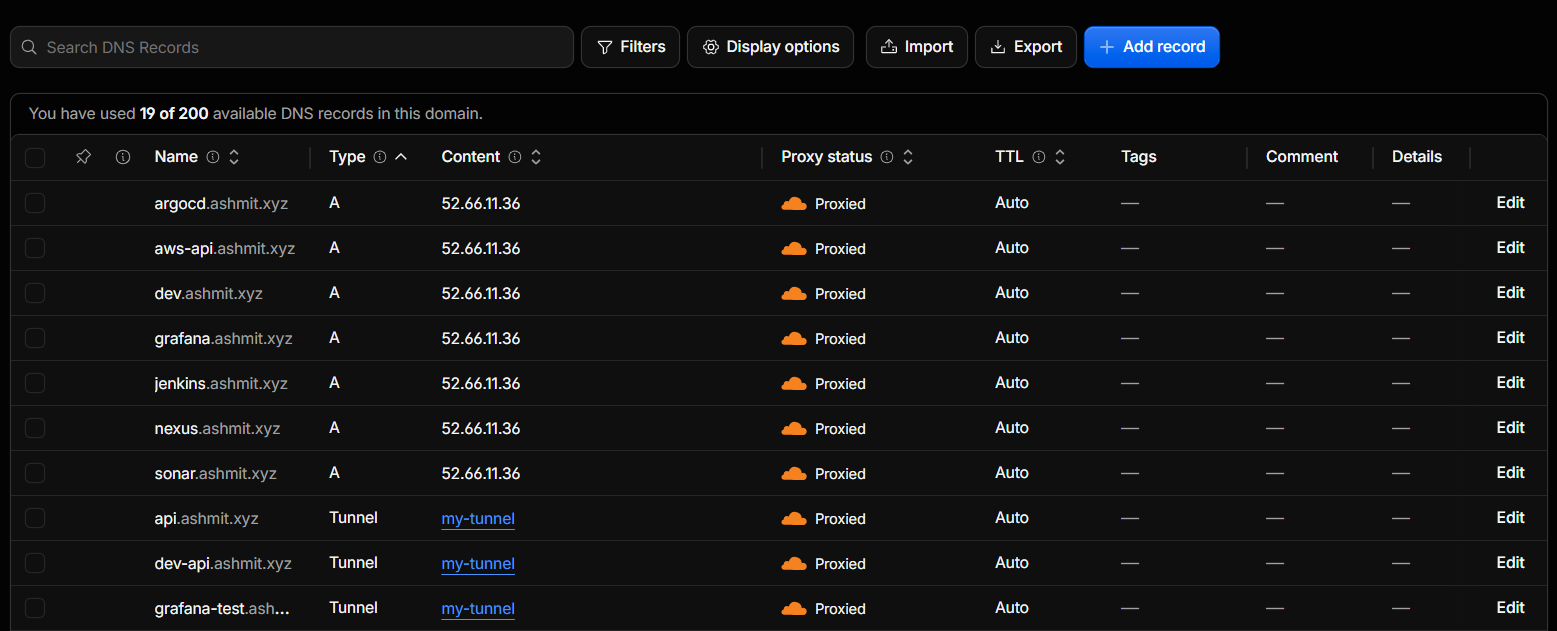 Search DNS Records Filters Display options Import Export Add record
You have used 19 of 200 available DNS records in this domain.
Name Type Content Proxy status TTL Tags Comment Details
argocd.ashmit.xyz A 52.66.11.36 Proxied Auto — — — Edit
aws-api.ashmit.xyz A 52.66.11.36 Proxied Auto — — — Edit
dev.ashmit.xyz A 52.66.11.36 Proxied Auto — — — Edit
grafana.ashmit.xyz A 52.66.11.36 Proxied Auto — — — Edit
jenkins.ashmit.xyz A 52.66.11.36 Proxied Auto — — — Edit
nexus.ashmit.xyz A 52.66.11.36 Proxied Auto — — — Edit
sonar.ashmit.xyz A 52.66.11.36 Proxied Auto — — — Edit
api.ashmit.xyz Tunnel my-tunnel Proxied Auto — — — Edit
dev-api.ashmit.xyz Tunnel my-tunnel Proxied Auto — — — Edit
grafana-test.ash... Tunnel my-tunnel Proxied Auto — — — Edit